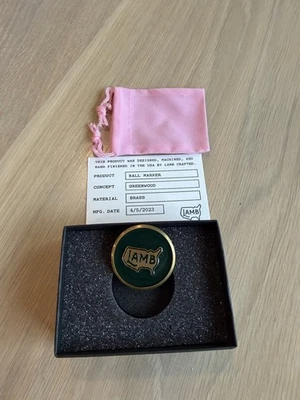 THIS PRODUCT WAS DESIGNED, MACHINED, AND
HAND FINISHED IN THE USA BY LAMB CRAFTED.
PRODUCT BALL MARKER
CONCEPT GREENWOOD
MATERIAL BRASS
MFG. DATE 4/5/2023
LAMB
LAMB